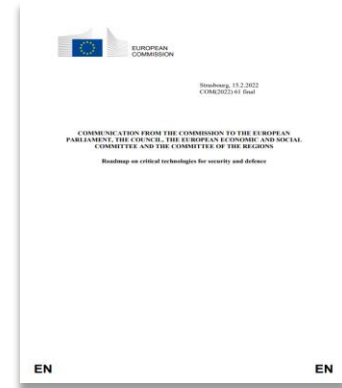 EUROPEAN
COMMISSION
Strasbourg, 15.2.2022
COM(2022) 61 final
COMMUNICATION FROM THE COMMISSION TO THE EUROPEAN
PARLIAMENT, THE COUNCIL, THE EUROPEAN ECONOMIC AND SOCIAL
COMMITTEE AND THE COMMITTEE OF THE REGIONS
Roadmap on critical technologies for security and defence
EN EN